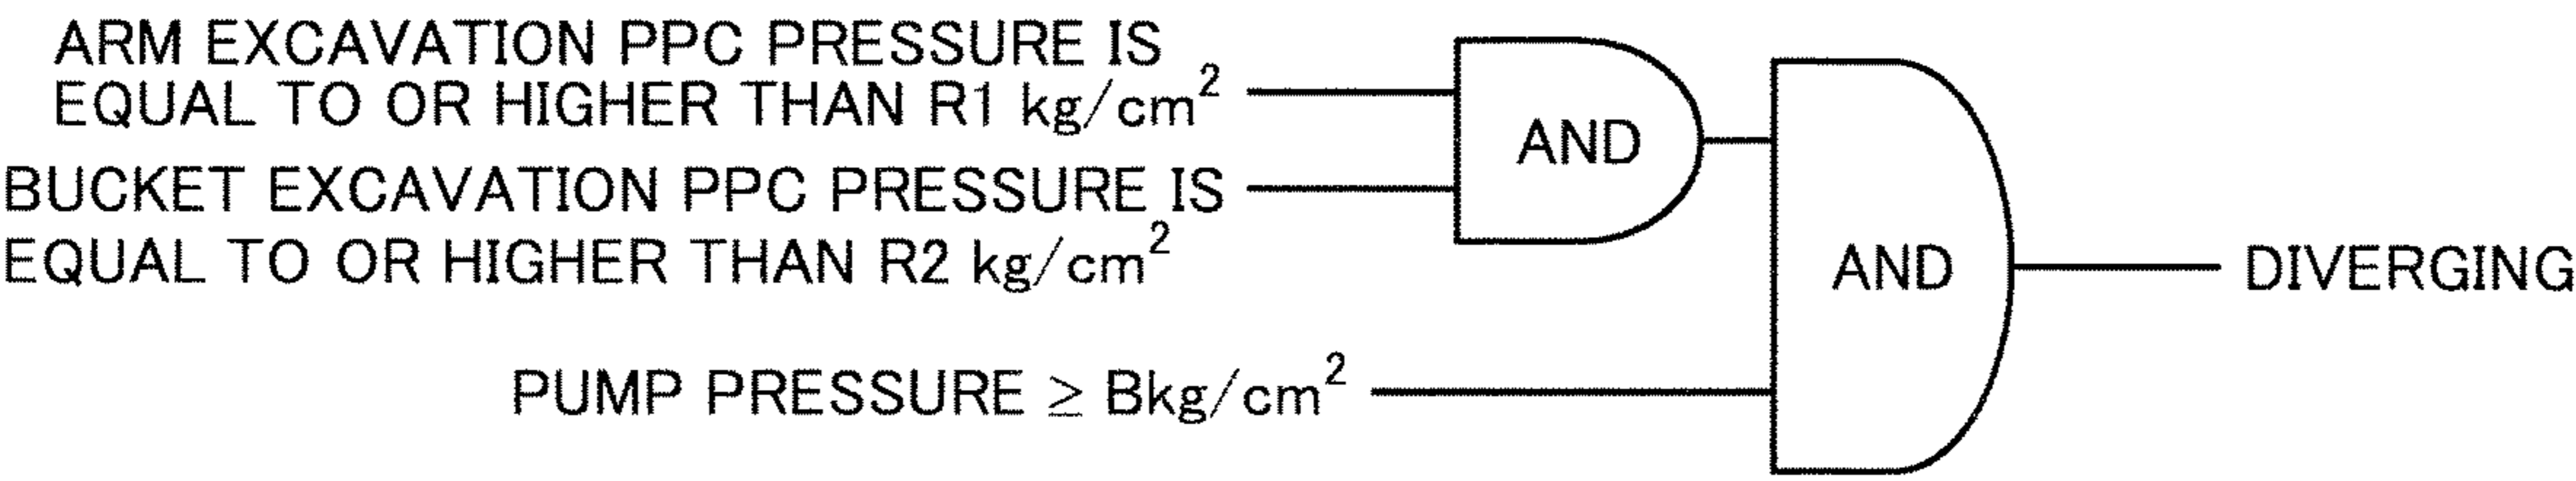 ARM EXCAVATION PPC PRESSURE IS
EQUAL TO OR HIGHER THAN R1 kg/cm²
BUCKET EXCAVATION PPC PRESSURE IS
EQUAL TO OR HIGHER THAN R2 kg/cm²
PUMP PRESSURE ≥ Bkg/cm²
AND
AND
DIVERGING